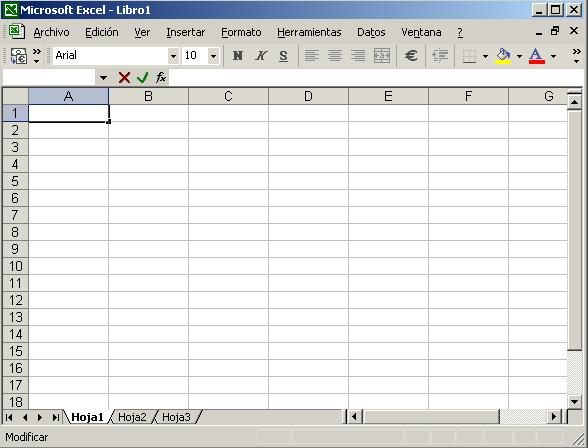 Microsoft Excel - Libro1
Archivo Edición Ver Insertar Formato Herramientas Datos Ventana ?
Arial 10 N K S € A
fx
A B C D E F G
1
2
3
4
5
6
7
8
9
10
11
12
13
14
15
16
17
18
Hoja1 Hoja2 Hoja3
Modificar